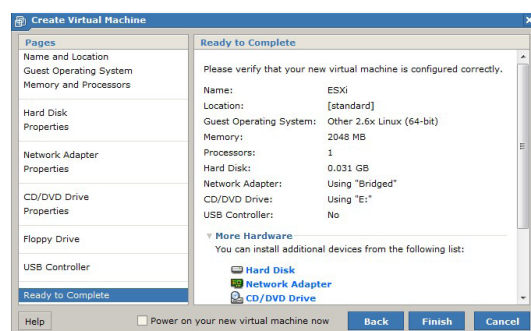 Create Virtual Machine
Pages
Name and Location
Guest Operating System
Memory and Processors
Hard Disk
Properties
Network Adapter
Properties
CD/DVD Drive
Properties
Floppy Drive
USB Controller
Ready to Complete
Ready to Complete
Please verify that your new virtual machine is configured correctly.
Name: ESXi
Location: [standard]
Guest Operating System: Other 2.6x Linux (64-bit)
Memory: 2048 MB
Processors: 1
Hard Disk: 0.031 GB
Network Adapter: Using "Bridged"
CD/DVD Drive: Using "E:"
USB Controller: No
More Hardware
You can install additional devices from the following list:
Hard Disk
Network Adapter
CD/DVD Drive
Help Power on your new virtual machine now Back Finish Cancel